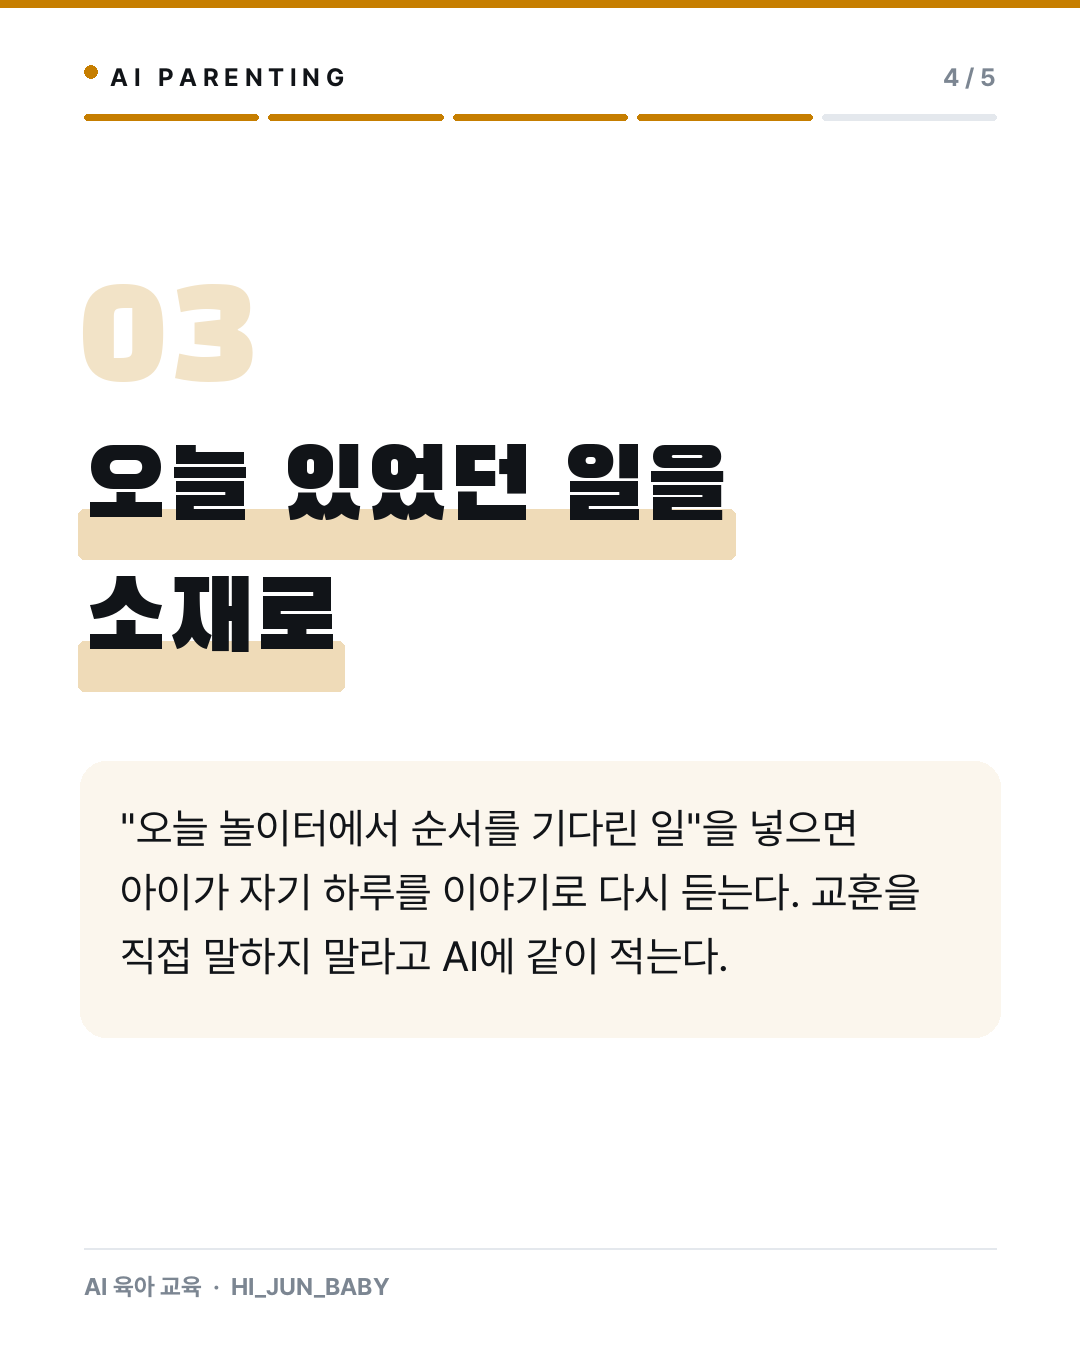 AI PARENTING
4 / 5
03
오늘 있었던 일을
소재로
"오늘 놀이터에서 순서를 기다린 일"을 넣으면
아이가 자기 하루를 이야기로 다시 듣는다. 교훈을
직접 말하지 말라고 AI에 같이 적는다.
AI 육아 교육 · HI_JUN_BABY